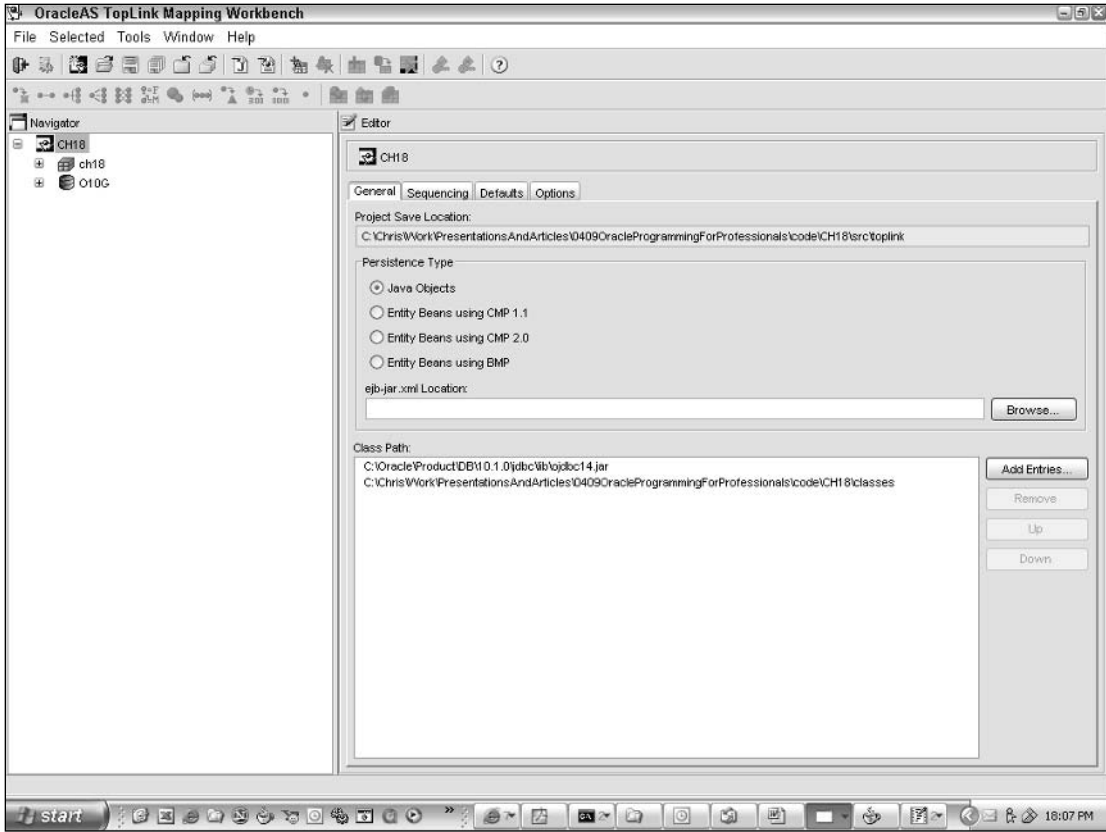 OracleAS TopLink Mapping Workbench
File Selected Tools Window Help
Navigator
CH18
ch18
O10G
Editor
CH18
General Sequencing Defaults Options
Project Save Location:
C:\Chris\Work\PresentationsAndArticles\0409OracleProgrammingForProfessionals\code\CH18\src\toplink
Persistence Type
Java Objects
Entity Beans using CMP 1.1
Entity Beans using CMP 2.0
Entity Beans using BMP
ejb-jar.xml Location:
Browse...
Class Path:
C:\Oracle\Product\DB\10.1.0\jdbc\lib\ojdbc14.jar
C:\Chris\Work\PresentationsAndArticles\0409OracleProgrammingForProfessionals\code\CH18\classes
Add Entries...
Remove
Up
Down
start
18:07 PM